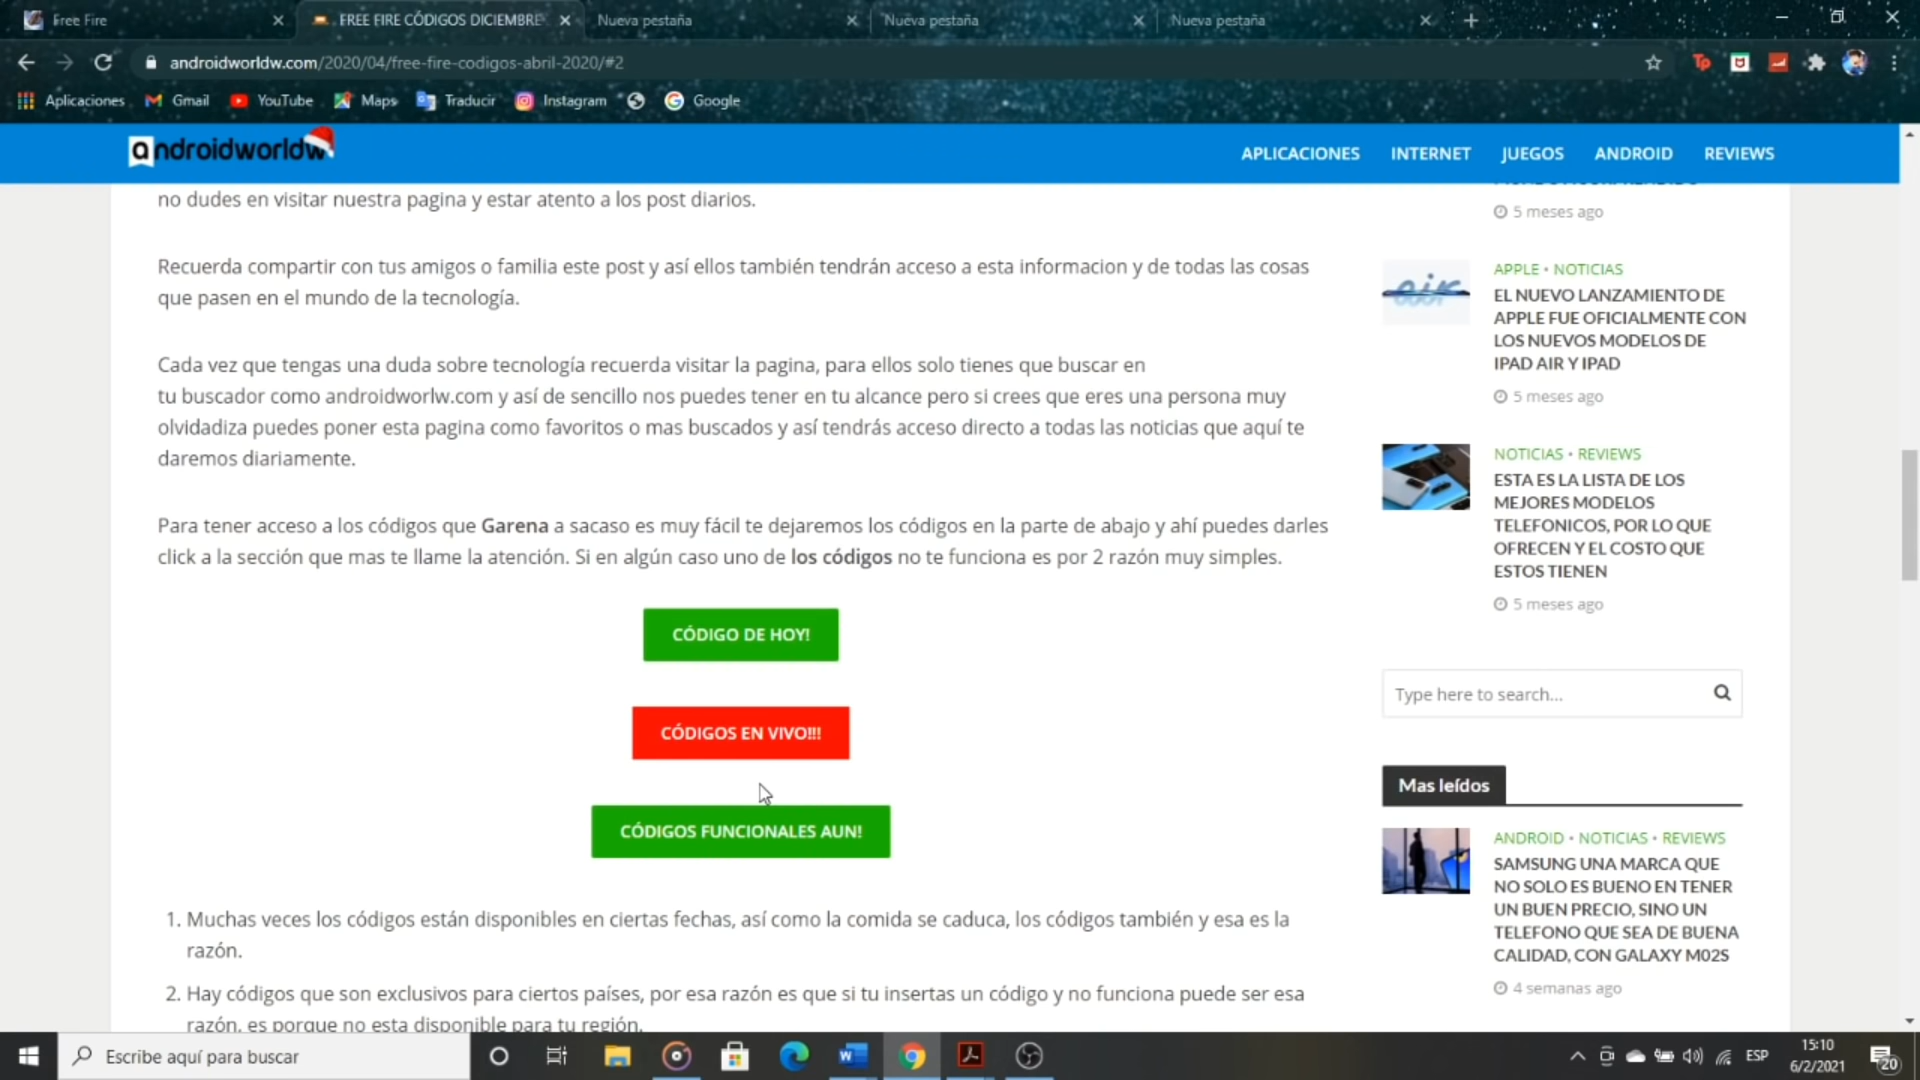 Free Fire
FREE FIRE CÓDIGOS DICIEMBRE
Nueva pestaña
Nueva pestaña
Nueva pestaña
androidworldw.com/2020/04/free-fire-codigos-abril-2020/#2
Aplicaciones
Gmail
YouTube
Maps
Traducir
Instagram
Google
androidworldw
APLICACIONES
INTERNET
JUEGOS
ANDROID
REVIEWS
no dudes en visitar nuestra pagina y estar atento a los post diarios.
Recuerda compartir con tus amigos o familia este post y así ellos también tendrán acceso a esta informacion y de todas las cosas
que pasen en el mundo de la tecnología.
Cada vez que tengas una duda sobre tecnología recuerda visitar la pagina, para ellos solo tienes que buscar en
tu buscador como androidworlw.com y así de sencillo nos puedes tener en tu alcance pero si crees que eres una persona muy
olvidadiza puedes poner esta pagina como favoritos o mas buscados y así tendrás acceso directo a todas las noticias que aquí te
daremos diariamente.
Para tener acceso a los códigos que Garena a sacaso es muy fácil te dejaremos los códigos en la parte de abajo y ahí puedes darles
click a la sección que mas te llame la atención. Si en algún caso uno de los códigos no te funciona es por 2 razón muy simples.
CÓDIGO DE HOY!
CÓDIGOS EN VIVO!!!
CÓDIGOS FUNCIONALES AUN!
1. Muchas veces los códigos están disponibles en ciertas fechas, así como la comida se caduca, los códigos también y esa es la
razón.
2. Hay códigos que son exclusivos para ciertos países, por esa razón es que si tu insertas un código y no funciona puede ser esa
razón, es porque no esta disponible para tu región.
5 meses ago
APPLE • NOTICIAS
EL NUEVO LANZAMIENTO DE
APPLE FUE OFICIALMENTE CON
LOS NUEVOS MODELOS DE
IPAD AIR Y IPAD
5 meses ago
air
NOTICIAS • REVIEWS
ESTA ES LA LISTA DE LOS
MEJORES MODELOS
TELEFONICOS, POR LO QUE
OFRECEN Y EL COSTO QUE
ESTOS TIENEN
5 meses ago
Type here to search...
Mas leídos
ANDROID • NOTICIAS • REVIEWS
SAMSUNG UNA MARCA QUE
NO SOLO ES BUENO EN TENER
UN BUEN PRECIO, SINO UN
TELEFONO QUE SEA DE BUENA
CALIDAD, CON GALAXY M02S
4 semanas ago
Escribe aquí para buscar
ESP
15:10
6/2/2021
20